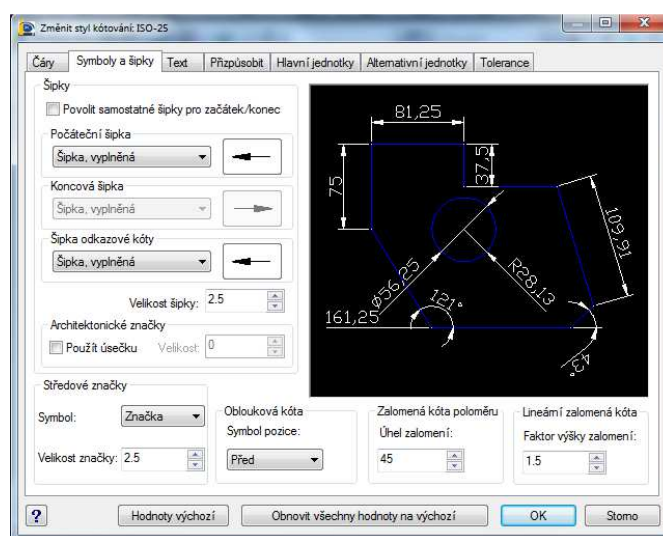 Změnit styl kótování: ISO-25
Čáry Symboly a šipky Text Přizpůsobit Hlavní jednotky Alternativní jednotky Tolerance
Šipky
Povolit samostatné šipky pro začátek/konec
Počáteční šipka
Šipka, vyplněná
Koncová šipka
Šipka, vyplněná
Šipka odkazové kóty
Šipka, vyplněná
Velikost šipky: 2.5
Architektonické značky
Použít úsečku Velikost: 0
81,25
37,5
75
109,91
ø56,25
R28,13
121°
161,25
43°
Středové značky
Symbol: Značka
Velikost značky: 2.5
Oblouková kóta
Symbol pozice:
Před
Zalomená kóta poloměru
Úhel zalomení:
45
Lineární zalomená kóta
Faktor výšky zalomení:
1.5
? Hodnoty výchozí Obnovit všechny hodnoty na výchozí OK Storno